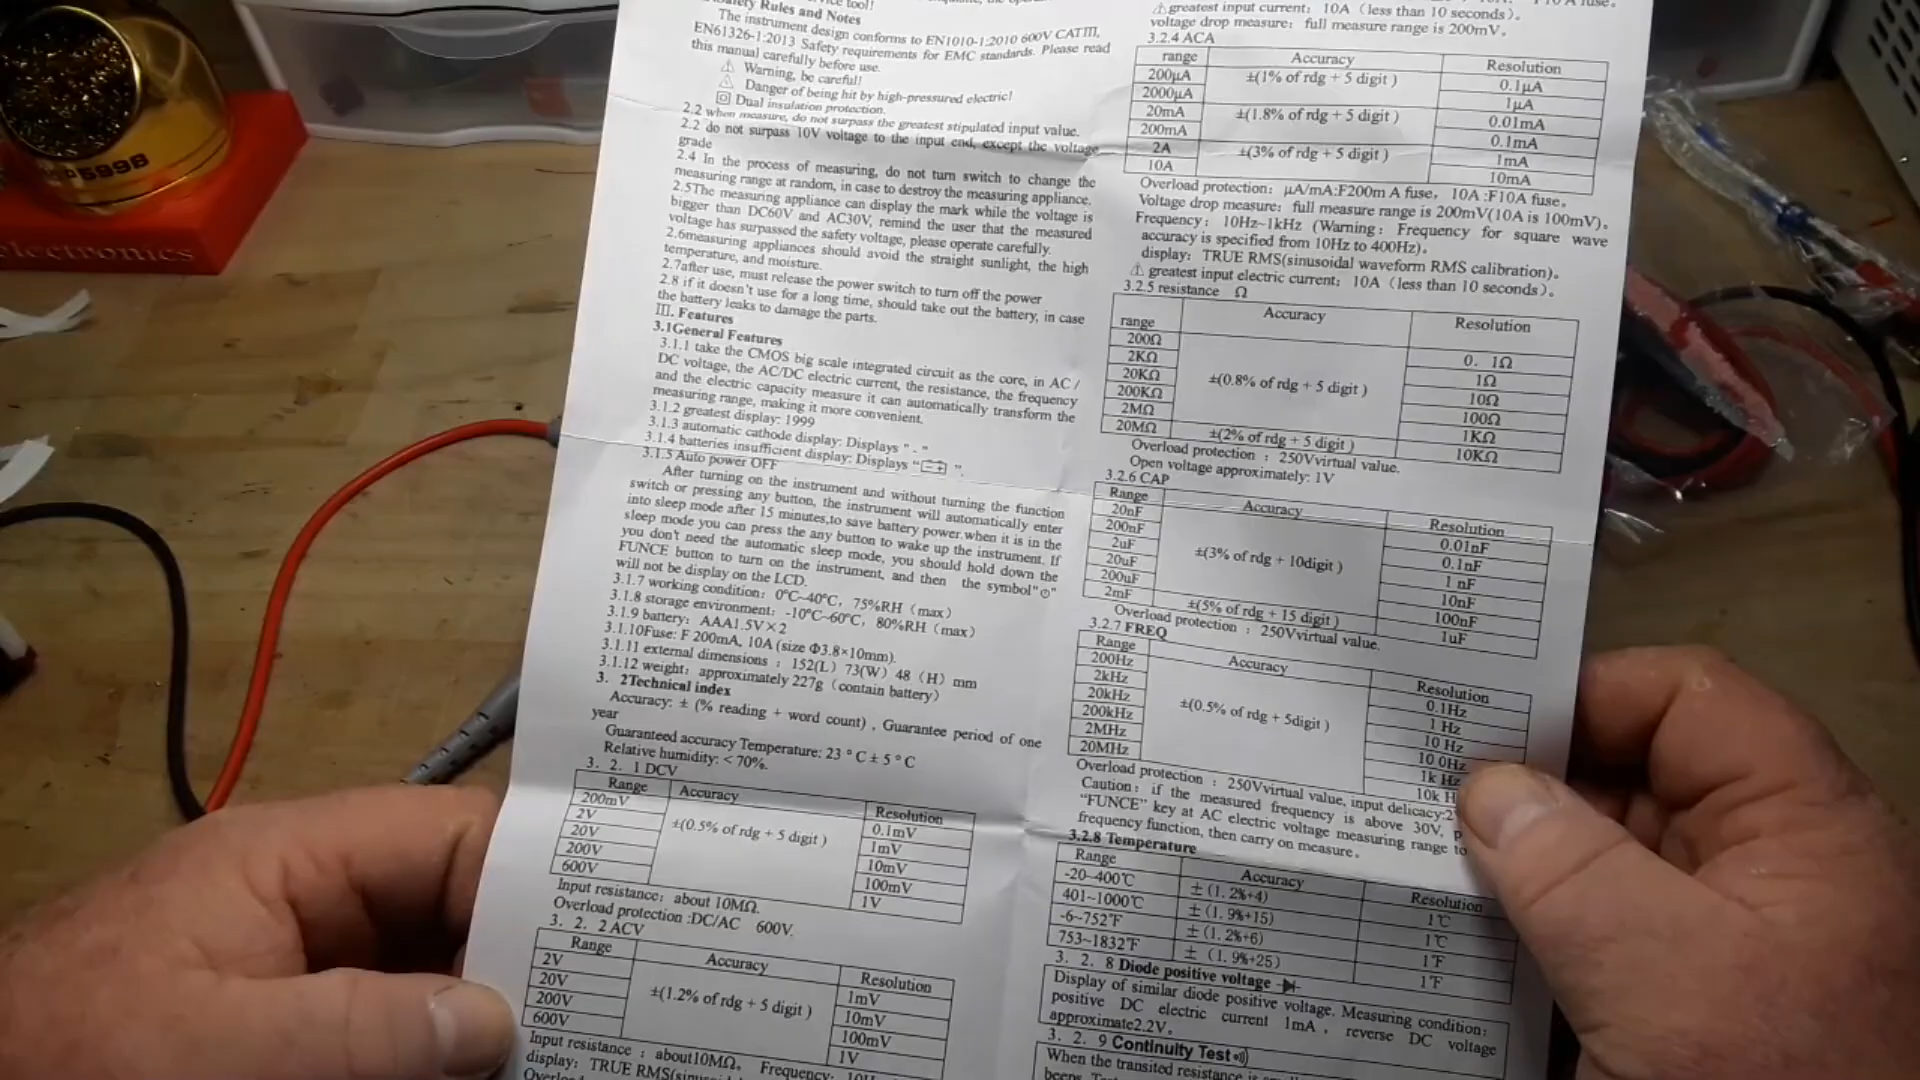 5998
electronics
tool!
Safety Rules and Notes
The instrument design conforms to EN1010-1:2010 600V CATIII,
EN61326-1:2013 Safety requirements for EMC standards. Please read
this manual carefully before use.
⚠ Warning, be careful!
⚠ Danger of being hit by high-pressured electric!
Dual insulation protection.
2.2 when measure, do not surpass the greatest stipulated input value.
2.2 do not surpass 10V voltage to the input end, except the voltage
grade
2.4 In the process of measuring, do not turn switch to change the
measuring range at random, in case to destroy the measuring appliance.
2.5The measuring appliance can display the mark while the voltage is
bigger than DC60V and AC30V, remind the user that the measured
voltage has surpassed the safety voltage, please operate carefully.
2.6measuring appliances should avoid the straight sunlight, the high
temperature, and moisture.
2.7after use, must release the power switch to turn off the power
2.8 if it doesn't use for a long time, should take out the battery, in case
the battery leaks to damage the parts.
III. Features
3.1General Features
3.1.1 take the CMOS big scale integrated circuit as the core, in AC /
DC voltage, the AC/DC electric current, the resistance, the frequency
and the electric capacity measure it can automatically transform the
measuring range, making it more convenient.
3.1.2 greatest display: 1999
3.1.3 automatic cathode display: Displays " - "
3.1.4 batteries insufficient display: Displays " ".
3.1.5 Auto power OFF
After turning on the instrument and without turning the function
switch or pressing any button, the instrument will automatically enter
into sleep mode after 15 minutes,to save battery power.when it is in the
sleep mode you can press the any button to wake up the instrument. If
you don't need the automatic sleep mode, you should hold down the
FUNCE button to turn on the instrument, and then the symbol" "
will not be display on the LCD.
3.1.7 working condition: 0℃~40℃, 75%RH (max)
3.1.8 storage environment: -10℃~60℃, 80%RH (max)
3.1.9 battery: AAA1.5V×2
3.1.10Fuse: F 200mA, 10A (size Φ3.8×10mm).
3.1.11 external dimensions : 152(L) 73(W) 48 (H) mm
3.1.12 weight: approximately 227g (contain battery)
3. 2Technical index
Accuracy: ± (% reading + word count) , Guarantee period of one
year
Guaranteed accuracy Temperature: 23 ° C ± 5 ° C
Relative humidity: < 70%.
3. 2. 1 DCV
Range Accuracy Resolution
200mV ±(0.5% of rdg + 5 digit ) 0.1mV
2V 1mV
20V 10mV
200V 100mV
600V 1V
Input resistance: about 10MΩ.
Overload protection :DC/AC 600V.
3. 2. 2 ACV
Range Accuracy Resolution
2V ±(1.2% of rdg + 5 digit ) 1mV
20V 10mV
200V 100mV
600V 1V
Input resistance : about10MΩ. Frequency:
display: TRUE RMS(
⚠ greatest input current: 10A (less than 10 seconds).
voltage drop measure: full measure range is 200mV.
3.2.4 ACA
range Accuracy Resolution
200μA ±(1% of rdg + 5 digit ) 0.1μA
2000μA 1μA
20mA ±(1.8% of rdg + 5 digit ) 0.01mA
200mA 0.1mA
2A ±(3% of rdg + 5 digit ) 1mA
10A 10mA
Overload protection: μA/mA:F200m A fuse, 10A :F10A fuse.
Voltage drop measure: full measure range is 200mV(10A is 100mV).
Frequency: 10Hz~1kHz (Warning: Frequency for square wave
accuracy is specified from 10Hz to 400Hz).
display: TRUE RMS(sinusoidal waveform RMS calibration).
⚠ greatest input electric current: 10A (less than 10 seconds).
3.2.5 resistance Ω
range Accuracy Resolution
200Ω ±(0.8% of rdg + 5 digit ) 0. 1Ω
2KΩ 1Ω
20KΩ 10Ω
200KΩ 100Ω
2MΩ 1KΩ
20MΩ ±(2% of rdg + 5 digit ) 10KΩ
Overload protection : 250Vvirtual value.
Open voltage approximately: 1V
3.2.6 CAP
Range Accuracy Resolution
20nF ±(3% of rdg + 10digit ) 0.01nF
200nF 0.1nF
2uF 1 nF
20uF 10nF
200uF 100nF
2mF ±(5% of rdg + 15 digit ) 1uF
Overload protection : 250Vvirtual value.
3.2.7 FREQ
Range Accuracy Resolution
200Hz ±(0.5% of rdg + 5digit ) 0.1Hz
2kHz 1 Hz
20kHz 10 Hz
200kHz 10 0Hz
2MHz 1k Hz
20MHz 10k H
Overload protection : 250Vvirtual value, input delicacy:2
Caution: if the measured frequency is above 30V, p
"FUNCE" key at AC electric voltage measuring range to
frequency function, then carry on measure.
3.2.8 Temperature
Range Accuracy Resolution
-20~400℃ ± (1. 2%+4) 1℃
401~1000℃ ± (1. 9%+15) 1℃
-6~752℉ ± (1. 2%+6) 1℉
753~1832℉ ± (1. 9%+25) 1℉
3. 2. 8 Diode positive voltage
Display of similar diode positive voltage. Measuring condition:
positive DC electric current 1mA , reverse DC voltage
approximate2.2V.
3. 2. 9 Continuity Test
When the transited resistance is